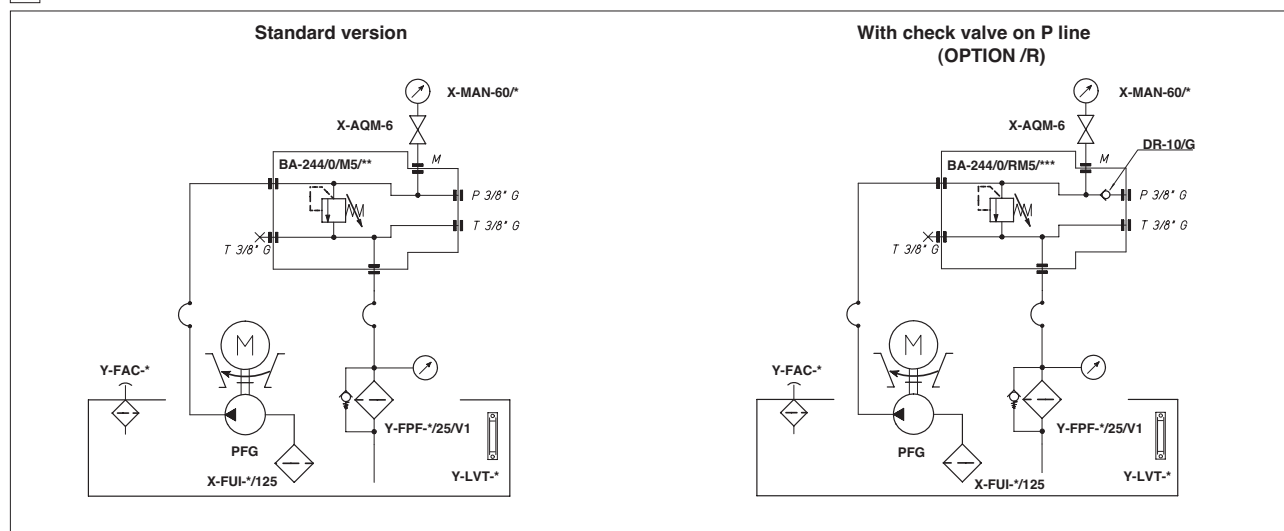 Standard version
X-MAN-60/*
X-AQM-6
M
BA-244/0/M5/**
P 3/8" G
T 3/8" G
T 3/8" G
M
Y-FAC-*
PFG
Y-FPF-*/25/V1
X-FUI-*/125
Y-LVT-*
With check valve on P line
(OPTION /R)
X-MAN-60/*
X-AQM-6
DR-10/G
M
BA-244/0/RM5/***
P 3/8" G
T 3/8" G
T 3/8" G
M
Y-FAC-*
PFG
Y-FPF-*/25/V1
X-FUI-*/125
Y-LVT-*